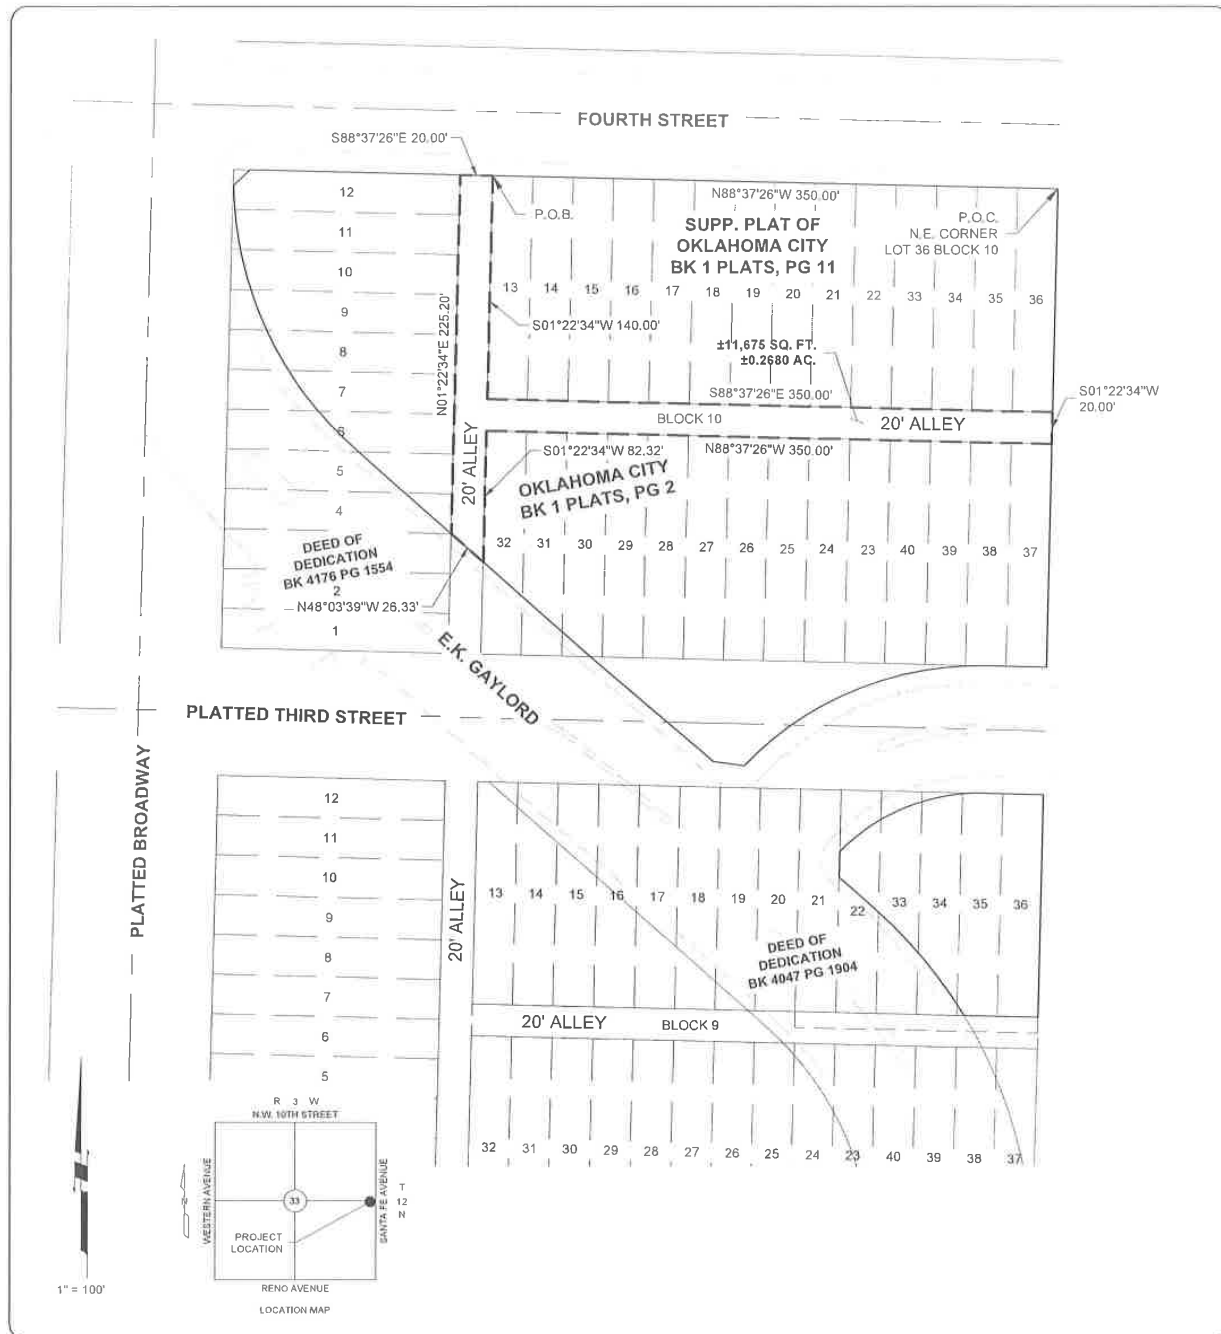 FOURTH STREET
S88°37'26"E 20.00'
12
11
10
9
8
7
6
5
4
2
1
P.O.B.
N88°37'26"W 350.00'
P.O.C.
N.E. CORNER
LOT 36 BLOCK 10
SUPP. PLAT OF
OKLAHOMA CITY
BK 1 PLATS, PG 11
13 14 15 16 17 18 19 20 21 22 33 34 35 36
N01°22'34"E 225.20'
S01°22'34"W 140.00'
±11,675 SQ. FT.
±0.2680 AC.
S88°37'26"E 350.00'
S01°22'34"W
20.00'
BLOCK 10
20' ALLEY
20' ALLEY
S01°22'34"W 82.32'
N88°37'26"W 350.00'
OKLAHOMA CITY
BK 1 PLATS, PG 2
32 31 30 29 28 27 26 25 24 23 40 39 38 37
DEED OF
DEDICATION
BK 4176 PG 1554
N48°03'39"W 26.33'
E.K. GAYLORD
PLATTED THIRD STREET
PLATTED BROADWAY
12
11
10
9
8
7
6
5
20' ALLEY
13 14 15 16 17 18 19 20 21 22 33 34 35 36
DEED OF
DEDICATION
BK 4047 PG 1904
20' ALLEY
BLOCK 9
32 31 30 29 28 27 26 25 24 23 40 39 38 37
R 3 W
N.W. 10TH STREET
WESTERN AVENUE
N
33
SANTA FE AVENUE
T
12
N
PROJECT
LOCATION
RENO AVENUE
LOCATION MAP
1" = 100'